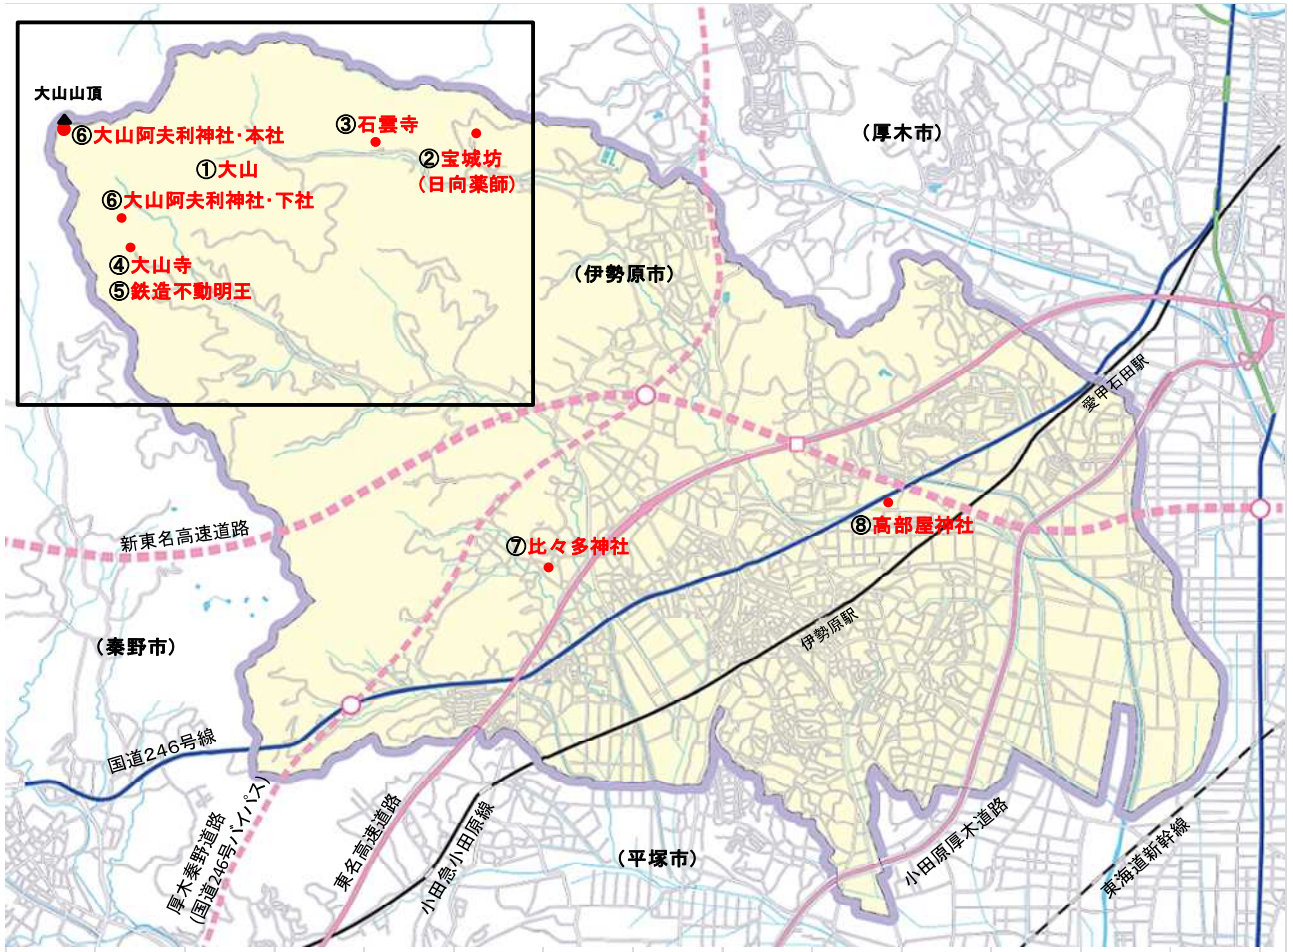 大山山頂
⑥大山阿夫利神社・本社
③石雲寺
①大山
②宝城坊
(日向薬師)
(厚木市)
⑥大山阿夫利神社・下社
④大山寺
⑤鉄造不動明王
(伊勢原市)
愛甲石田駅
新東名高速道路
⑧高部屋神社
⑦比々多神社
伊勢原駅
(秦野市)
国道246号線
厚木秦野道路
(国道246号バイパス)
東名高速道路
小田急小田原線
(平塚市)
小田原厚木道路
東海道新幹線